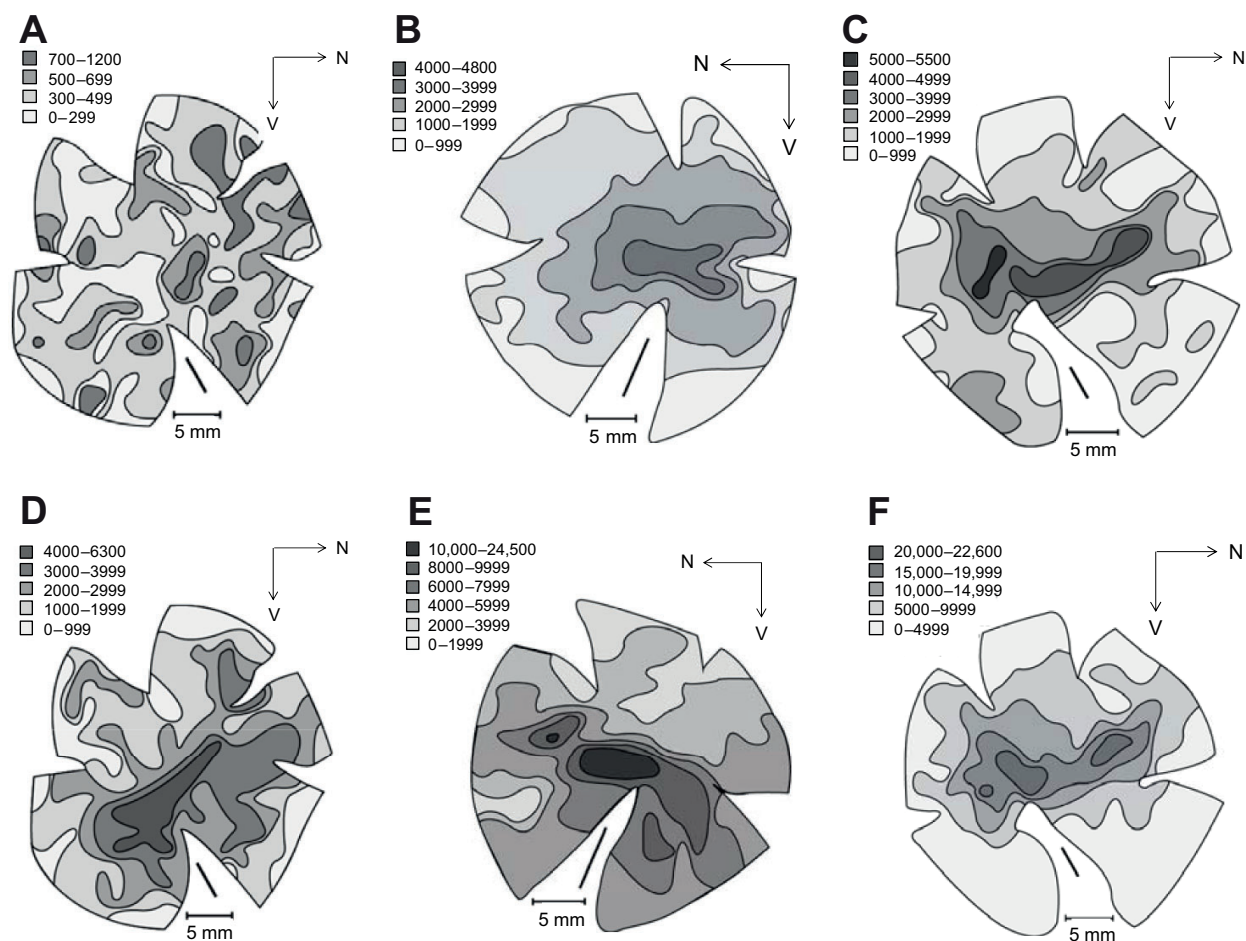 A
700–1200
500–699
300–499
0–299
N
V
5 mm
B
4000–4800
3000–3999
2000–2999
1000–1999
0–999
N
V
5 mm
C
5000–5500
4000–4999
3000–3999
2000–2999
1000–1999
0–999
N
V
5 mm
D
4000–6300
3000–3999
2000–2999
1000–1999
0–999
N
V
5 mm
E
10,000–24,500
8000–9999
6000–7999
4000–5999
2000–3999
0–1999
N
V
5 mm
F
20,000–22,600
15,000–19,999
10,000–14,999
5000–9999
0–4999
N
V
5 mm